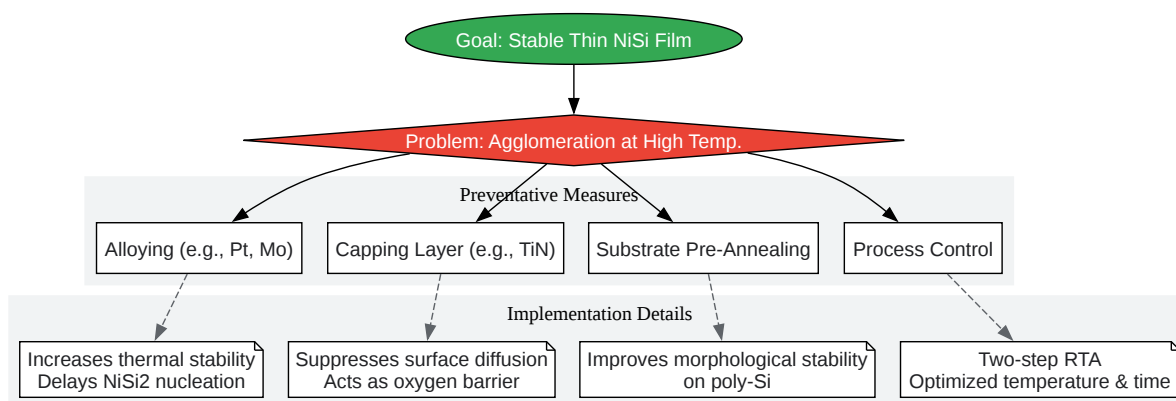 Goal: Stable Thin NiSi Film
Problem: Agglomeration at High Temp.
Preventative Measures
Alloying (e.g., Pt, Mo)
Capping Layer (e.g., TiN)
Substrate Pre-Annealing
Process Control
Implementation Details
Increases thermal stability
Delays NiSi2 nucleation
Suppresses surface diffusion
Acts as oxygen barrier
Improves morphological stability
on poly-Si
Two-step RTA
Optimized temperature & time